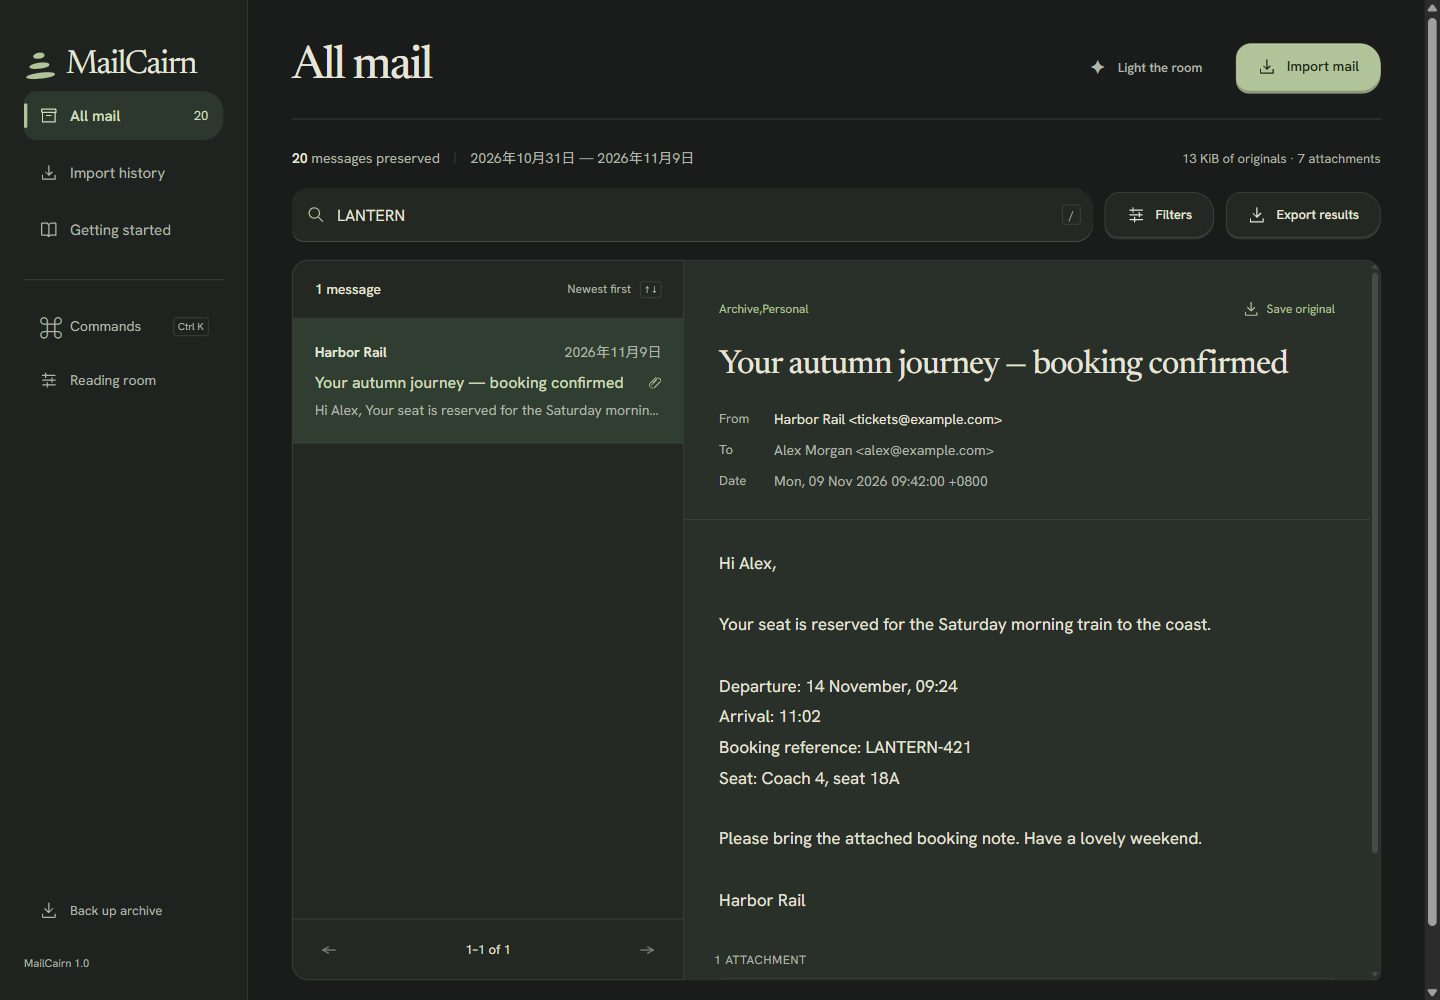 MailCairn
All mail 20
Import history
Getting started
Commands Ctrl K
Reading room
Back up archive
MailCairn 1.0
All mail
Light the room
Import mail
20 messages preserved
2026年10月31日 — 2026年11月9日
13 KiB of originals · 7 attachments
LANTERN /
Filters
Export results
1 message
Newest first ↑↓
Harbor Rail 2026年11月9日
Your autumn journey — booking confirmed
Hi Alex, Your seat is reserved for the Saturday mornin...
← 1–1 of 1 →
Archive,Personal
Save original
Your autumn journey — booking confirmed
From Harbor Rail <tickets@example.com>
To Alex Morgan <alex@example.com>
Date Mon, 09 Nov 2026 09:42:00 +0800
Hi Alex,
Your seat is reserved for the Saturday morning train to the coast.
Departure: 14 November, 09:24
Arrival: 11:02
Booking reference: LANTERN-421
Seat: Coach 4, seat 18A
Please bring the attached booking note. Have a lovely weekend.
Harbor Rail
1 ATTACHMENT